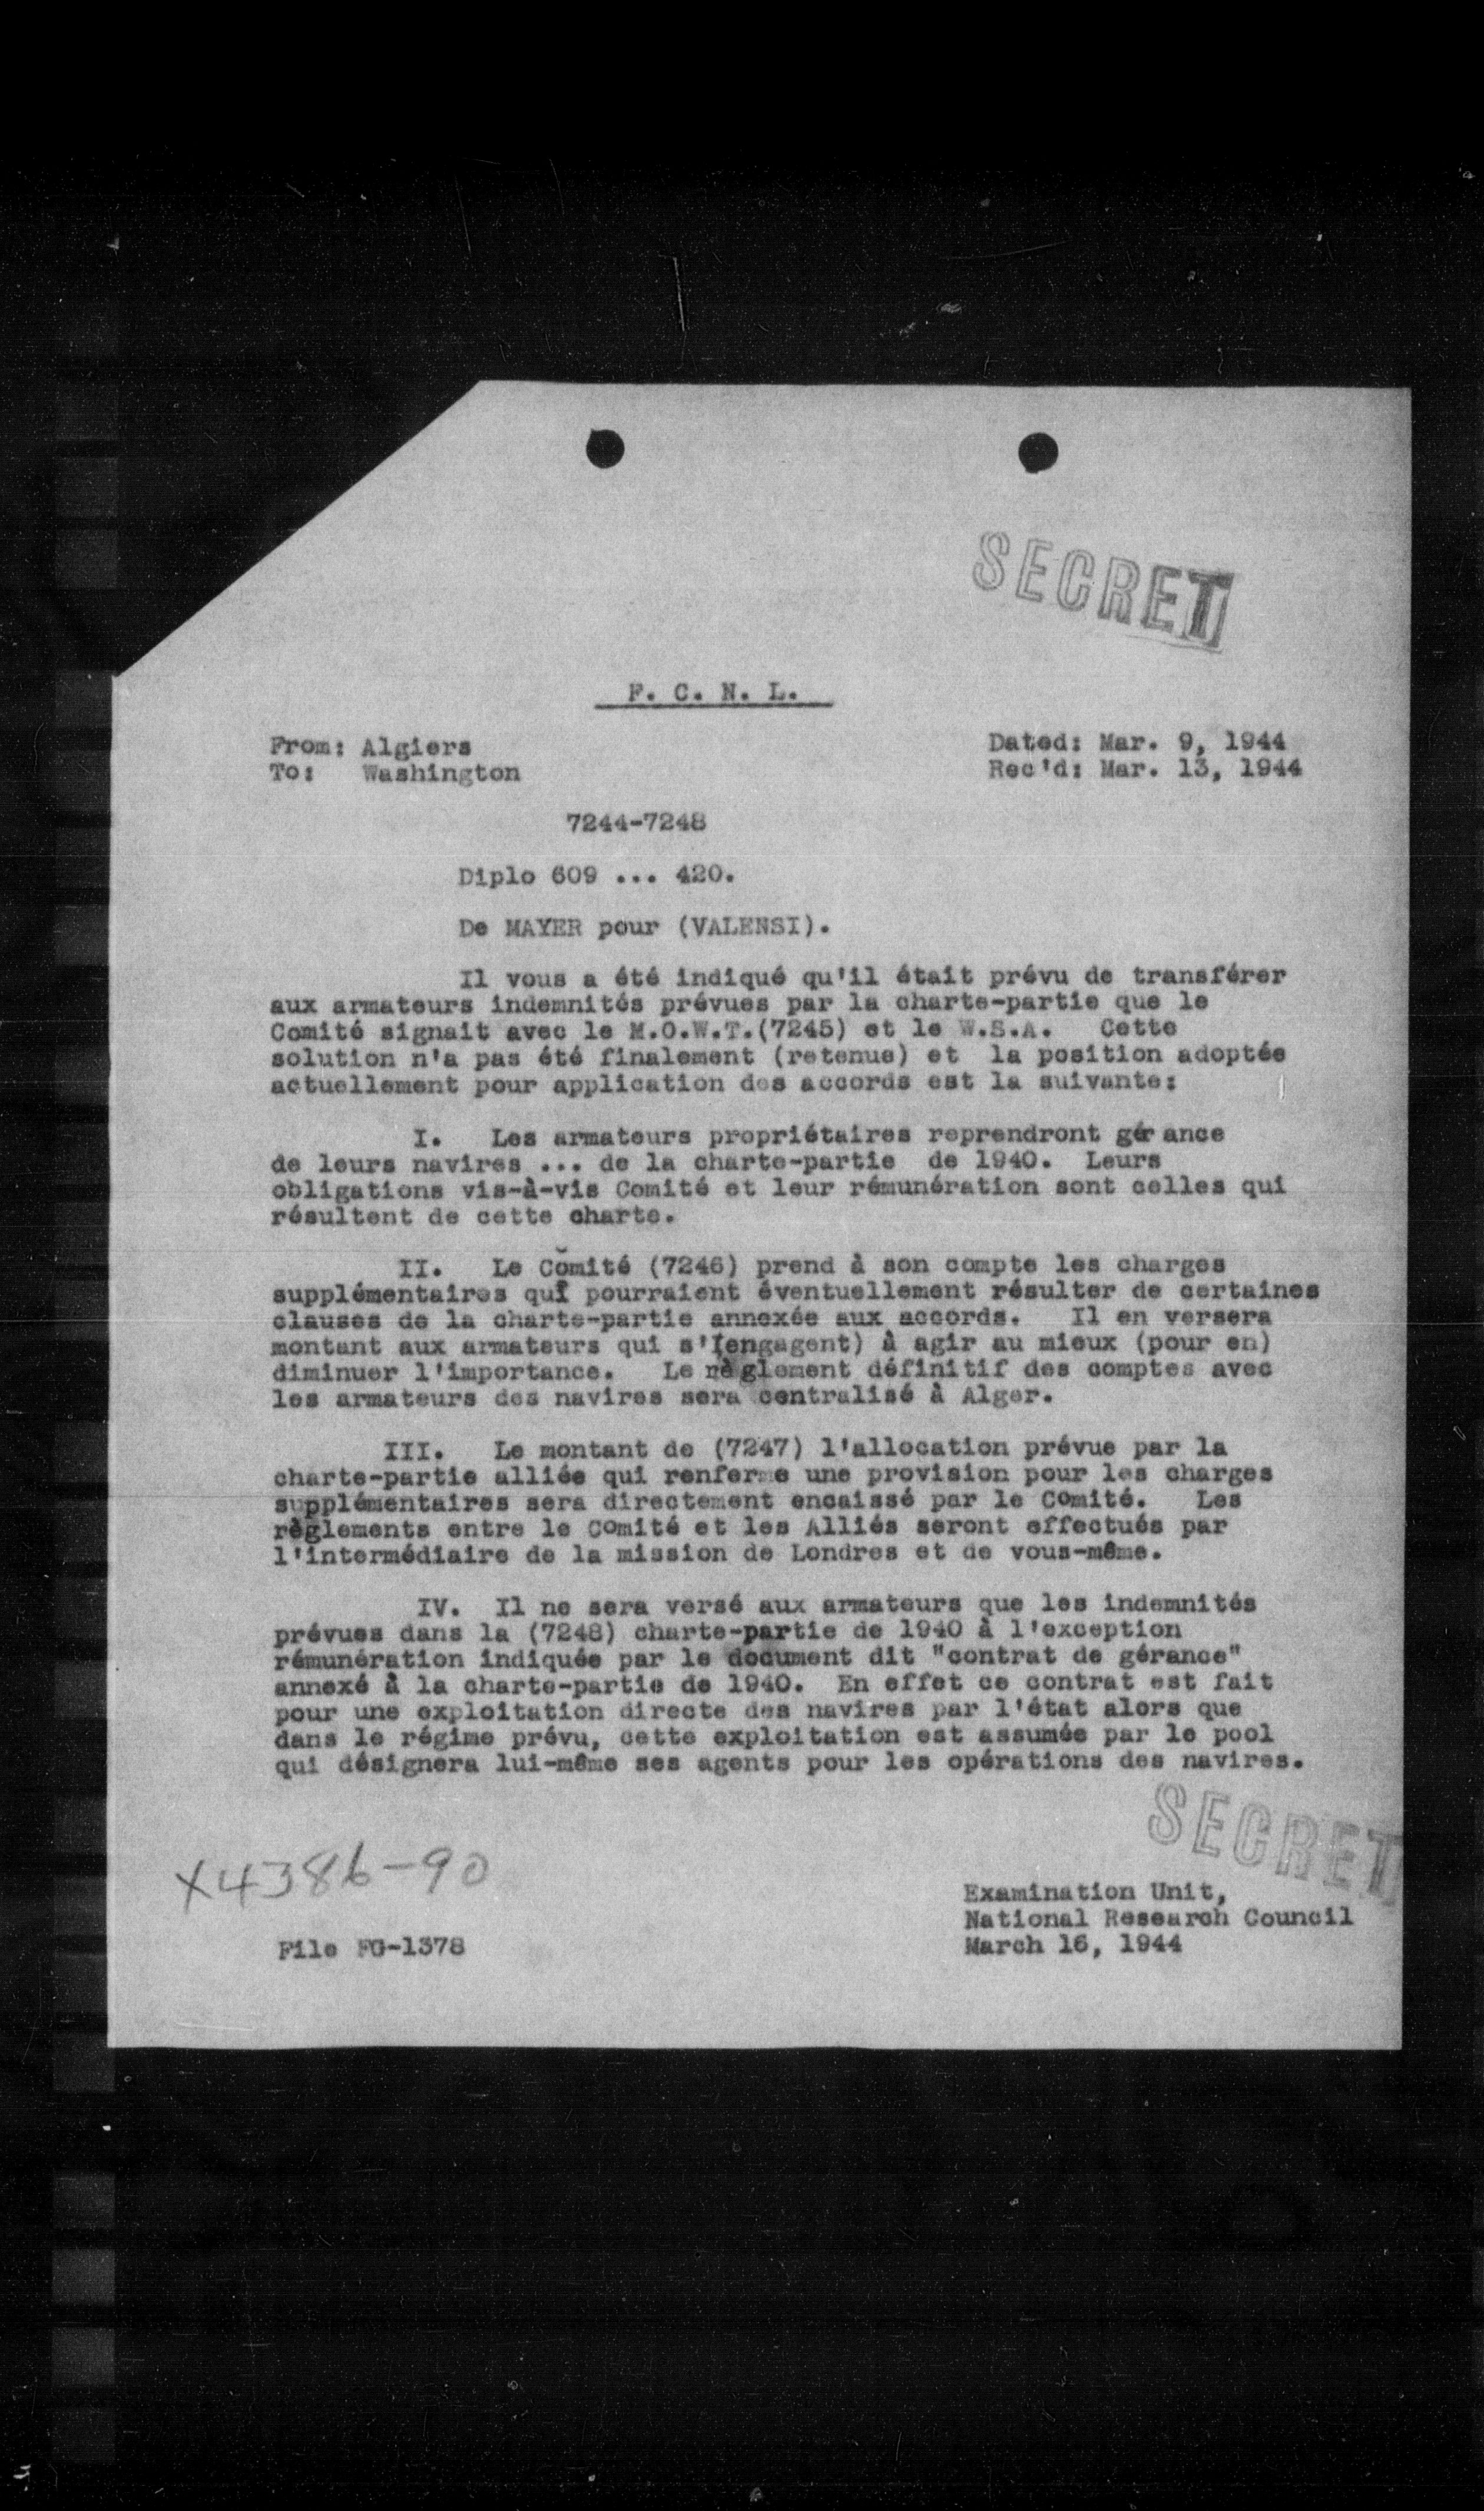 SECRET
F. C. N. L.
From: Algiers
To: Washington
Dated: Mar. 9, 1944
Rec'd: Mar. 13, 1944
7244-7248
Diplo 609 ... 420.
De MAYER pour (VALENSI).
Il vous a été indiqué qu'il était prévu de transférer
aux armateurs indemnités prévues par la charte-partie que le
Comité signait avec le M.O.W.T.(7245) et le W.S.A. Cette
solution n'a pas été finalement (retenue) et la position adoptée
actuellement pour application des accords est la suivante:
I. Les armateurs propriétaires reprendront gérance
de leurs navires ... de la charte-partie de 1940. Leurs
obligations vis-à-vis Comité et leur rémunération sont celles qui
résultent de cette charte.
II. Le Comité (7246) prend à son compte les charges
supplémentaires qui pourraient éventuellement résulter de certaines
clauses de la charte-partie annexée aux accords. Il en versera
montant aux armateurs qui s'(engagent) à agir au mieux (pour en)
diminuer l'importance. Le règlement définitif des comptes avec
les armateurs des navires sera centralisé à Alger.
III. Le montant de (7247) l'allocation prévue par la
charte-partie alliée qui renferme une provision pour les charges
supplémentaires sera directement encaissé par le Comité. Les
règlements entre le Comité et les Alliés seront effectués par
l'intermédiaire de la mission de Londres et de vous-même.
IV. Il ne sera versé aux armateurs que les indemnités
prévues dans la (7248) charte-partie de 1940 à l'exception
rémunération indiquée par le document dit "contrat de gérance"
annexé à la charte-partie de 1940. En effet ce contrat est fait
pour une exploitation directe des navires par l'état alors que
dans le régime prévu, cette exploitation est assumée par le pool
qui désignera lui-même ses agents pour les opérations des navires.
SECRET
X4386-90
Examination Unit,
National Research Council
March 16, 1944
File FG-1378